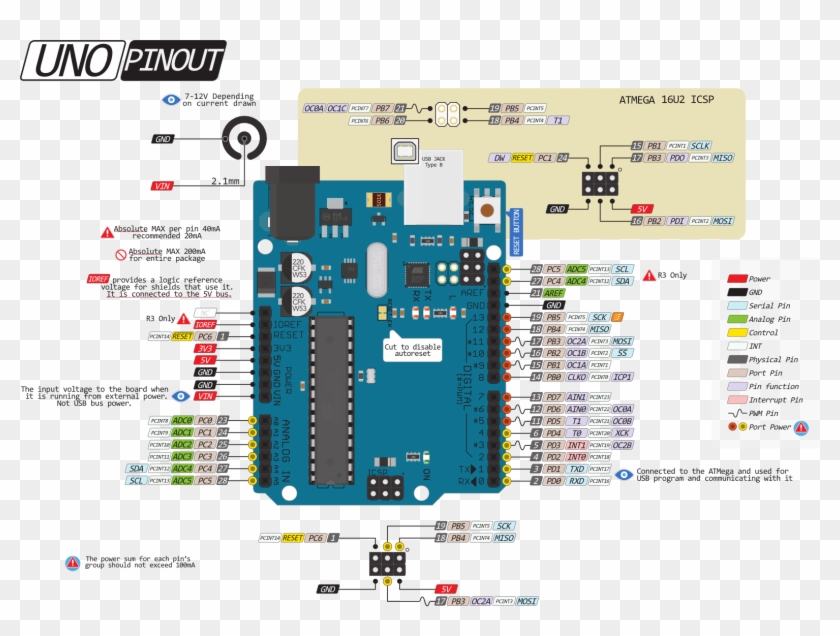 UNO PINOUT
7-12V Depending
on current drawn
GND
VIN
2.1mm
ATMEGA 16U2 ICSP
OC0A OC1C PCINT7 PB7 21
PCINT6 PB6 20
19 PB5 PCINT5
18 PB4 PCINT4 T1
DW RESET PC1 24
GND
15 PB1 PCINT1 SCLK
17 PB3 PDO PCINT3 MISO
5V
16 PB2 PDI PCINT2 MOSI
USB JACK
Type B
RESET BUTTON
Absolute MAX per pin 40mA
recommended 20mA
Absolute MAX 200mA
for entire package
IOREF provides a logic reference
voltage for shields that use it.
It is connected to the 5V bus.
220
CFK
W53
220
CFK
W53
TX
RX
L
Cut to disable
autoreset
R3 Only
NC
IOREF
PCINT14 RESET PC6 1
3V3
5V
GND
GND
VIN
The input voltage to the board when
it is running from external power.
Not USB bus power.
IOREF
RESET
3V3
5V
GND
GND
VIN
POWER
PCINT8 ADC0 PC0 23
PCINT9 ADC1 PC1 24
PCINT10 ADC2 PC2 25
PCINT11 ADC3 PC3 26
SDA PCINT12 ADC4 PC4 27
SCL PCINT13 ADC5 PC5 28
A0
A1
A2
A3
A4
A5
ANALOG IN
ICSP
ON
AREF
GND
13
12
~11
~10
~9
8
DIGITAL
7
~6
~5
4
~3
2
TX 1
RX 0
28 PC5 ADC5 PCINT13 SCL
27 PC4 ADC4 PCINT12 SDA
R3 Only
21 AREF
GND
19 PB5 PCINT5 SCK
18 PB4 PCINT4 MISO
17 PB3 OC2A PCINT3 MOSI
16 PB2 OC1B PCINT2 SS
15 PB1 OC1A PCINT1
14 PB0 CLKO PCINT0 ICP1
13 PD7 AIN1 PCINT23
12 PD6 AIN0 PCINT22 OC0A
11 PD5 T1 PCINT21 OC0B
6 PD4 T0 PCINT20 XCK
5 PD3 INT1 PCINT19 OC2B
4 PD2 INT0 PCINT18
3 PD1 TXD PCINT17
2 PD0 RXD PCINT16
Connected to the ATMega and used for
USB program and communicating with it
Power
GND
Serial Pin
Analog Pin
Control
INT
Physical Pin
Port Pin
Pin function
Interrupt Pin
PWM Pin
Port Power
The power sum for each pin's
group should not exceed 100mA
PCINT14 RESET PC6 1
GND
19 PB5 PCINT5 SCK
18 PB4 PCINT4 MISO
5V
17 PB3 OC2A PCINT3 MOSI